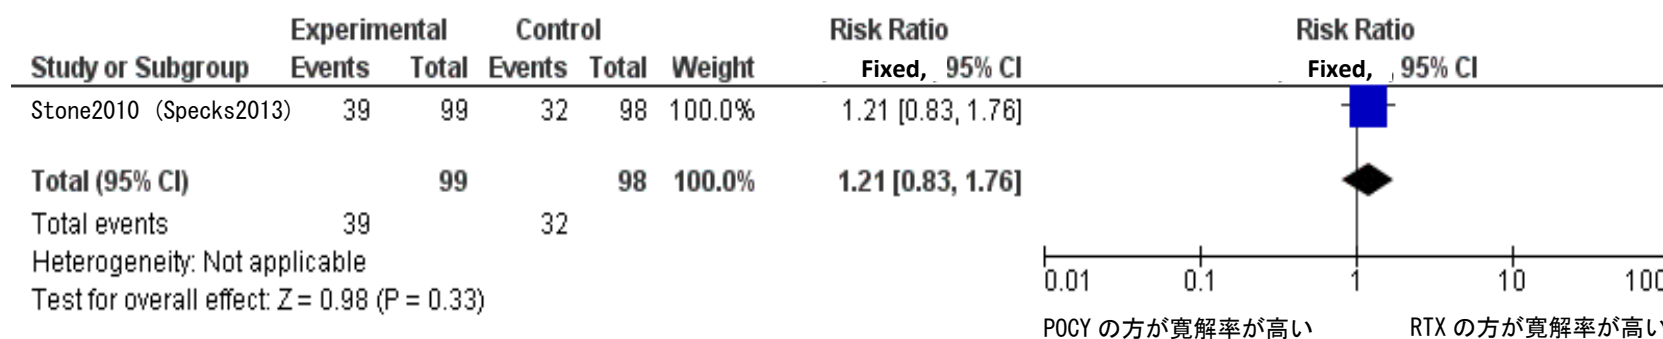 Experimental Control Risk Ratio Risk Ratio
Study or Subgroup Events Total Events Total Weight Fixed, 95% CI Fixed, 95% CI
Stone2010 (Specks2013) 39 99 32 98 100.0% 1.21 [0.83, 1.76]
Total (95% CI) 99 98 100.0% 1.21 [0.83, 1.76]
Total events 39 32
Heterogeneity: Not applicable
Test for overall effect: Z = 0.98 (P = 0.33)
0.01 0.1 1 10 100
POCY の方が寛解率が高い RTX の方が寛解率が高い